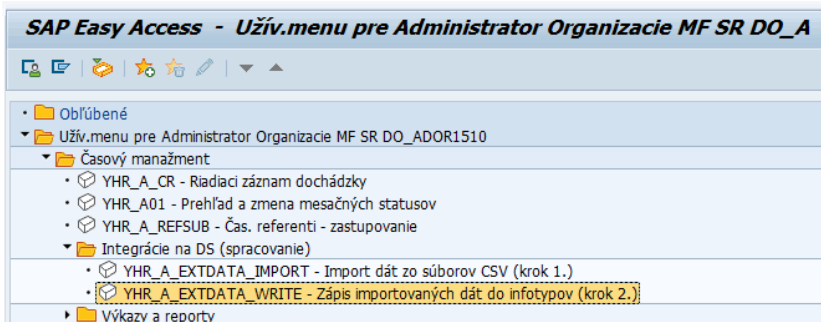 SAP Easy Access - Užív.menu pre Administrator Organizacie MF SR DO_A
Obľúbené
Užív.menu pre Administrator Organizacie MF SR DO_ADOR1510
Časový manažment
YHR_A_CR - Riadiaci záznam dochádzky
YHR_A01 - Prehľad a zmena mesačných statusov
YHR_A_REFSUB - Čas. referenti - zastupovanie
Integrácie na DS (spracovanie)
YHR_A_EXTDATA_IMPORT - Import dát zo súborov CSV (krok 1.)
YHR_A_EXTDATA_WRITE - Zápis importovaných dát do infotypov (krok 2.)
Výkazy a reporty